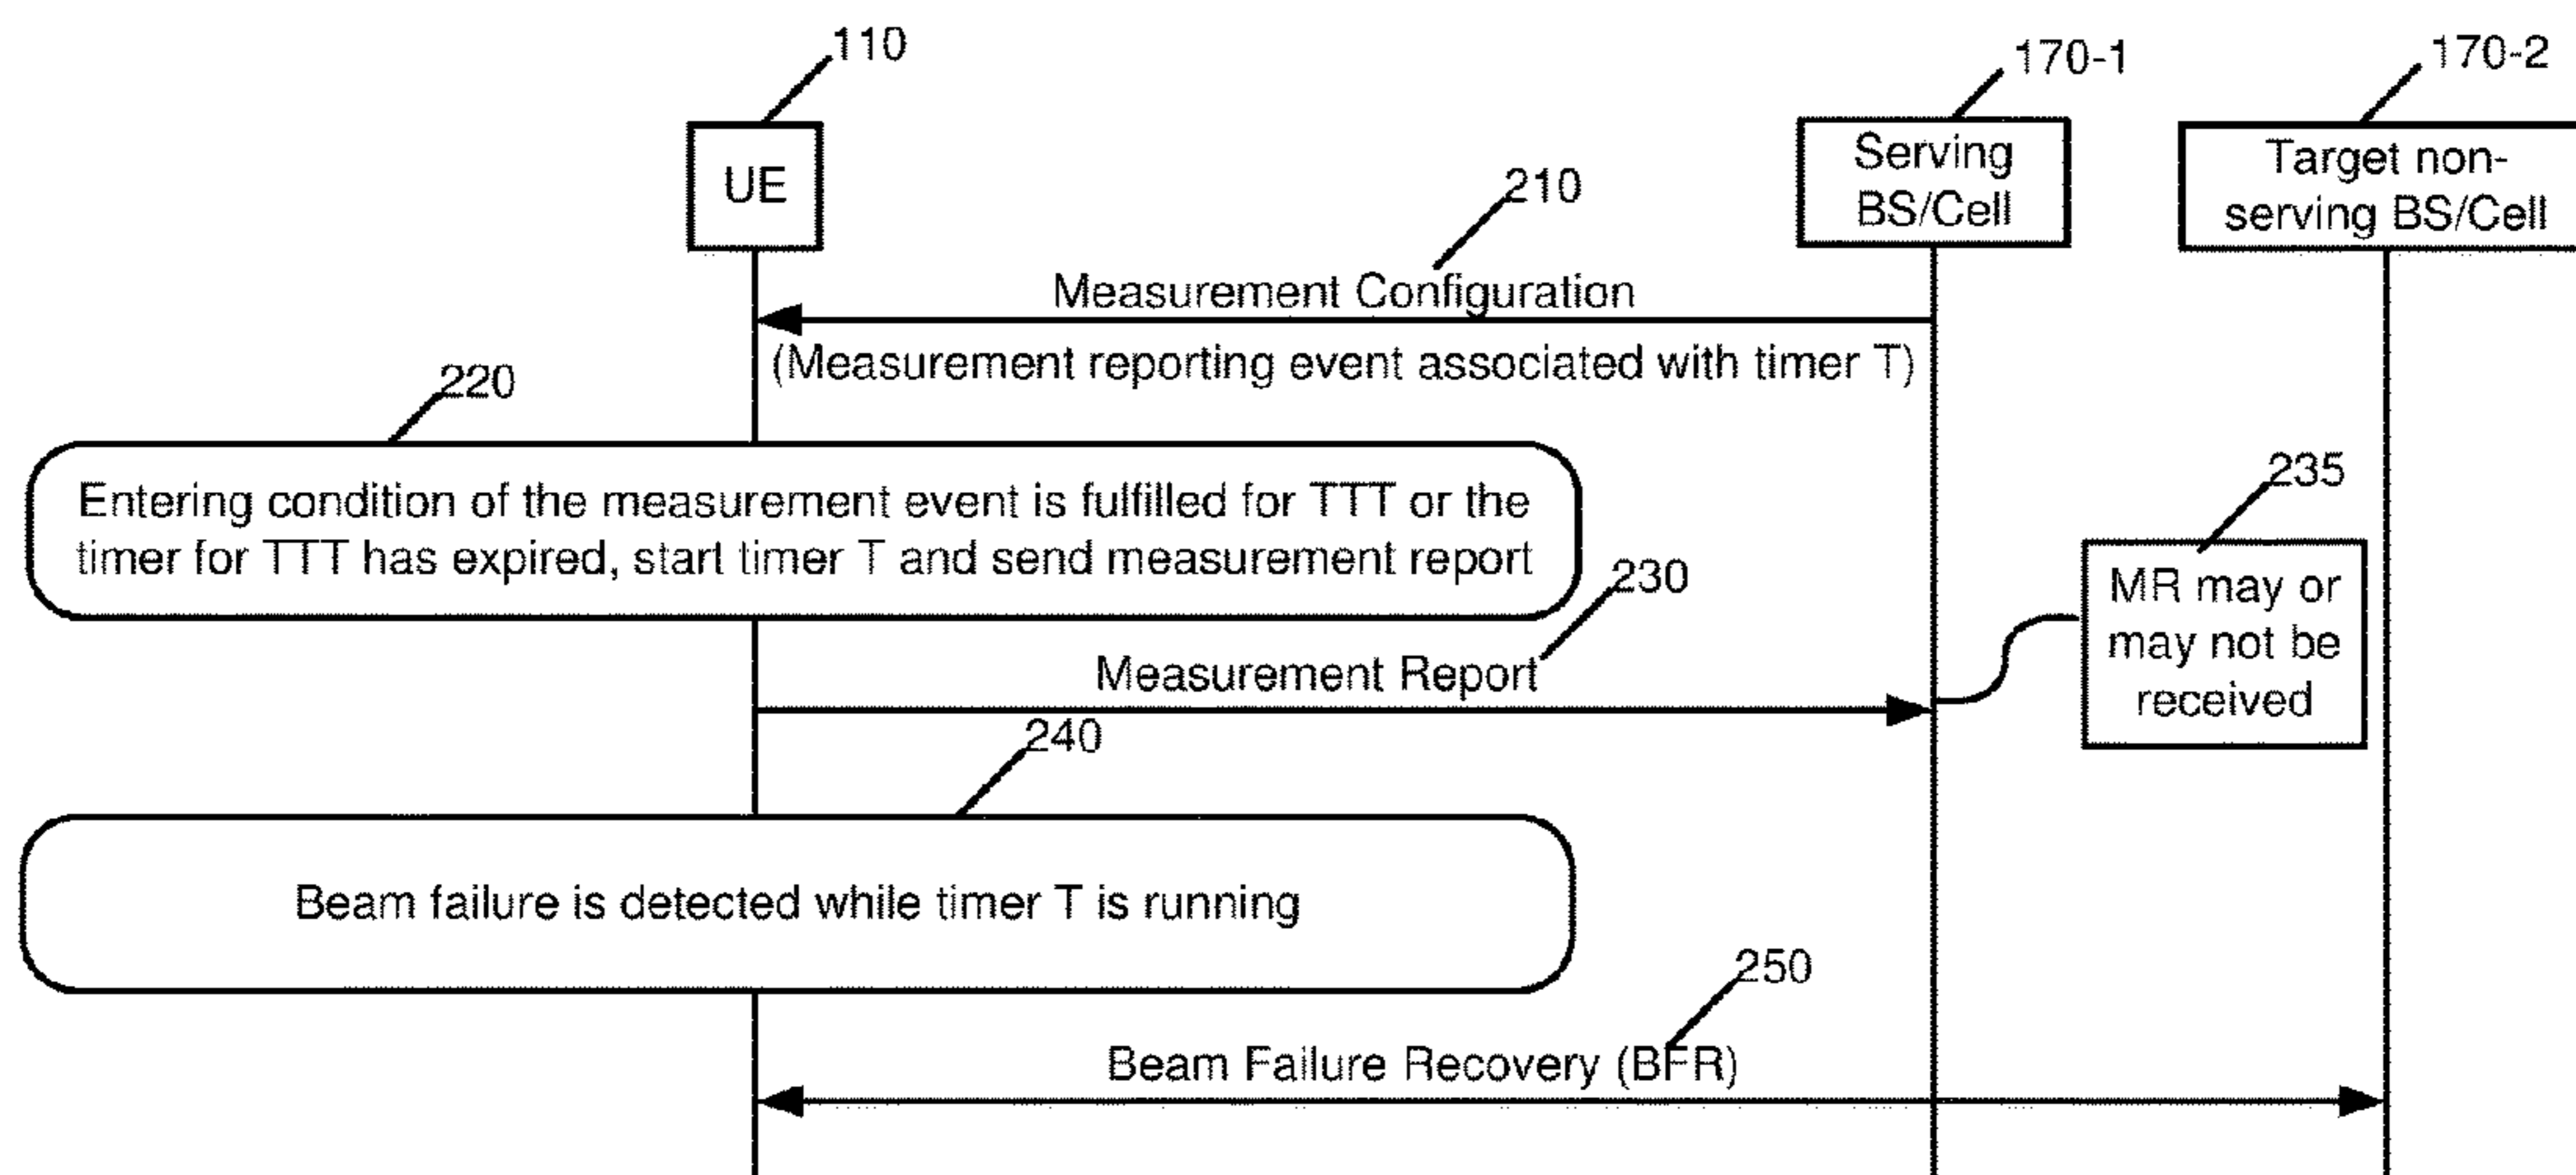 110
170-1
170-2
UE
Serving
BS/Cell
Target non-
serving BS/Cell
210
Measurement Configuration
(Measurement reporting event associated with timer T)
220
Entering condition of the measurement event is fulfilled for TTT or the
timer for TTT has expired, start timer T and send measurement report
235
MR may or
may not be
received
230
Measurement Report
240
Beam failure is detected while timer T is running
250
Beam Failure Recovery (BFR)